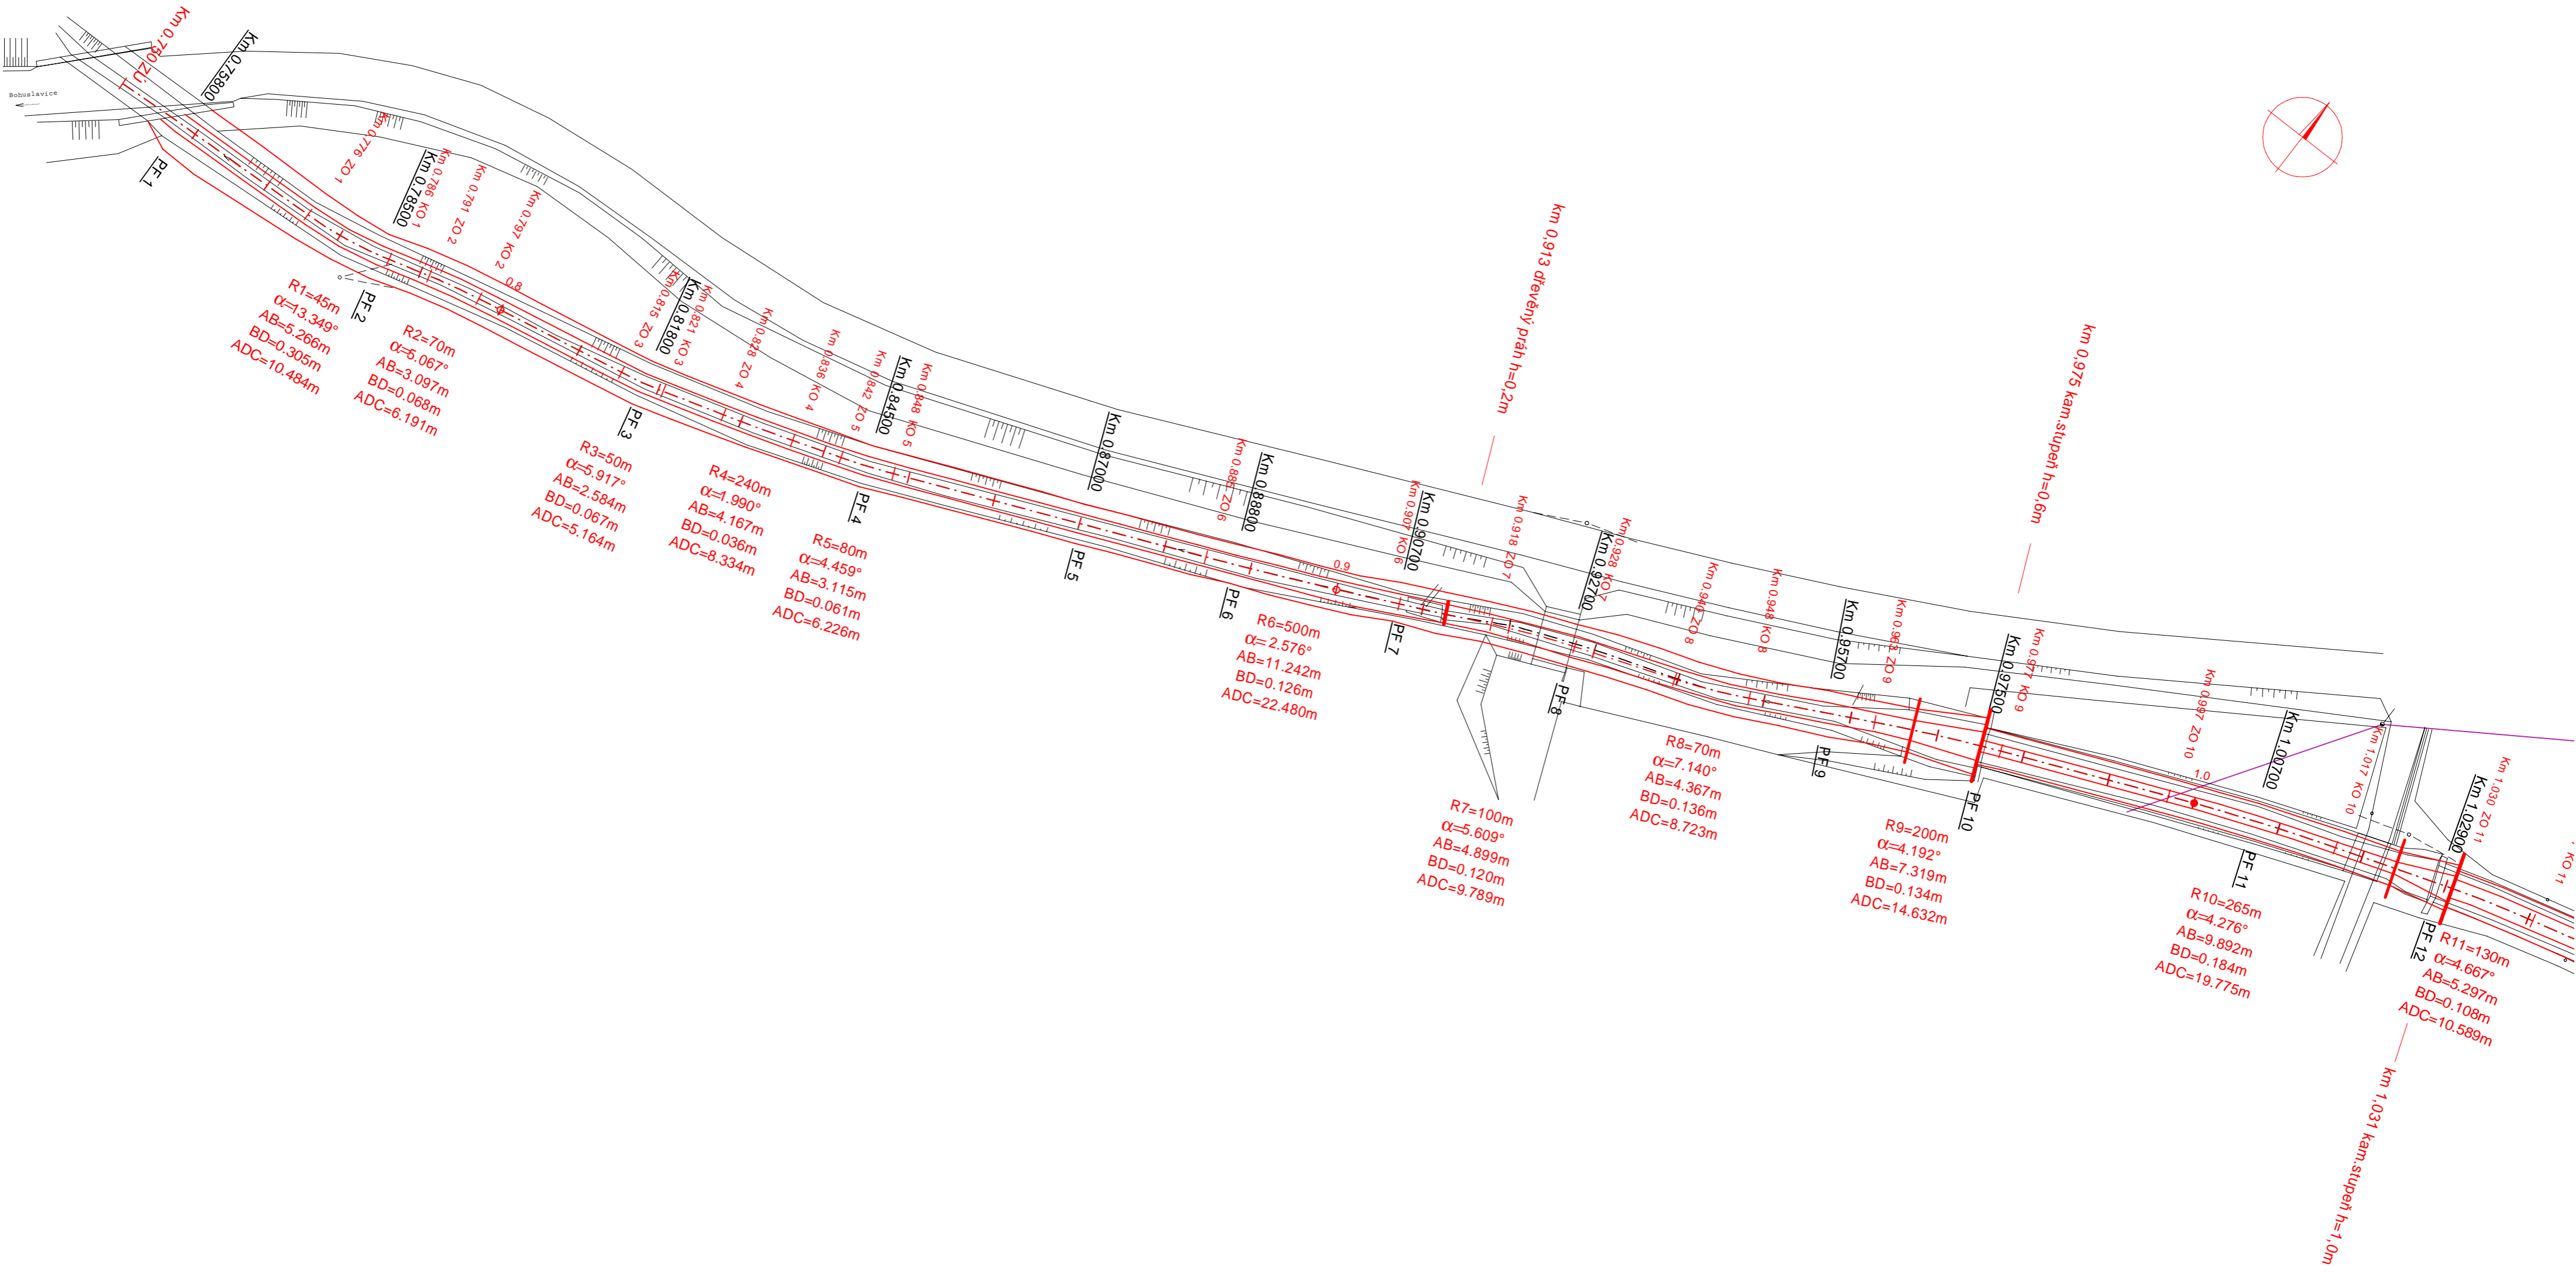 Km 0.750 ZÚ
Km 0.75800
Bohuslavice
PF 1
Km 0.776 ZO 1
Km 0.78500
Km 0.786 KO 1
Km 0.791 ZO 2
Km 0.797 KO 2
0.8
PF 2
R1=45m
α=13.349°
AB=5.266m
BD=0.305m
ADC=10.484m
R2=70m
α=5.067°
AB=3.097m
BD=0.068m
ADC=6.191m
Km 0.815 ZO 3
Km 0.81800
Km 0.821 KO 3
Km 0.828 ZO 4
Km 0.836 KO 4
Km 0.842 ZO 5
Km 0.84500
Km 0.848 KO 5
PF 3
R3=50m
α=5.917°
AB=2.584m
BD=0.067m
ADC=5.164m
R4=240m
α=1.990°
AB=4.167m
BD=0.036m
ADC=8.334m
PF 4
R5=80m
α=4.459°
AB=3.115m
BD=0.061m
ADC=6.226m
Km 0.87000
PF 5
Km 0.885 ZO 6
Km 0.88800
PF 6
0.9
R6=500m
α=2.576°
AB=11.242m
BD=0.126m
ADC=22.480m
Km 0.907 KO 6
Km 0.90700
PF 7
km 0,913 dřevěný práh h=0,2m
Km 0.918 ZO 7
Km 0.92700
Km 0.928 KO 7
PF 8
R7=100m
α=5.609°
AB=4.899m
BD=0.120m
ADC=9.789m
Km 0.940 ZO 8
Km 0.948 KO 8
R8=70m
α=7.140°
AB=4.367m
BD=0.136m
ADC=8.723m
Km 0.95700
PF 9
Km 0.963 ZO 9
km 0,975 kam.stupeň h=0,6m
Km 0.97500
Km 0.977 KO 9
PF 10
R9=200m
α=4.192°
AB=7.319m
BD=0.134m
ADC=14.632m
Km 0.997 ZO 10
1.0
Km 1.00700
PF 11
Km 1.017 KO 10
R10=265m
α=4.276°
AB=9.892m
BD=0.184m
ADC=19.775m
Km 1.02900
Km 1.030 ZO 11
PF 12
R11=130m
α=4.667°
AB=5.297m
BD=0.108m
ADC=10.589m
KO 11
km 1,031 kam.stupeň h=1,0m